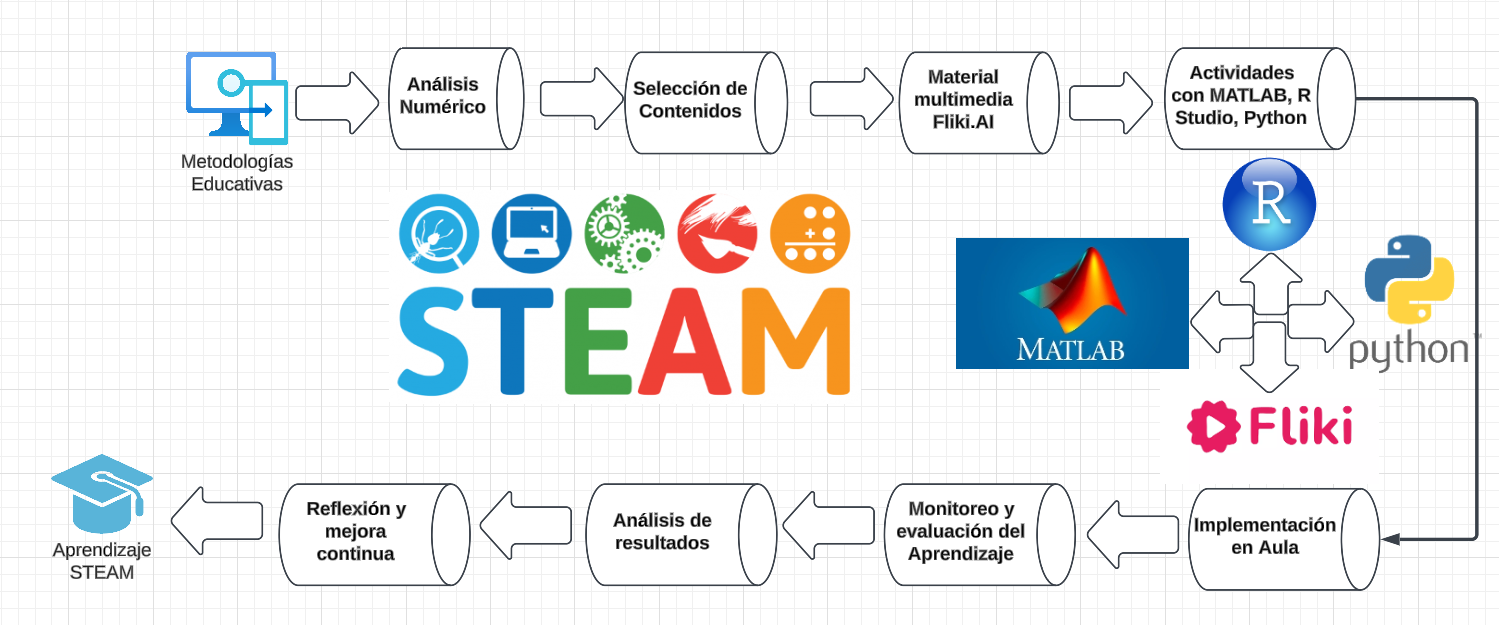 Metodologías
Educativas
Análisis
Numérico
Selección de
Contenidos
Material
multimedia
Fliki.AI
Actividades
con MATLAB, R
Studio, Python
STEAM
R
MATLAB
python™
Fliki
Implementación
en Aula
Monitoreo y
evaluación del
Aprendizaje
Análisis de
resultados
Reflexión y
mejora
continua
Aprendizaje
STEAM